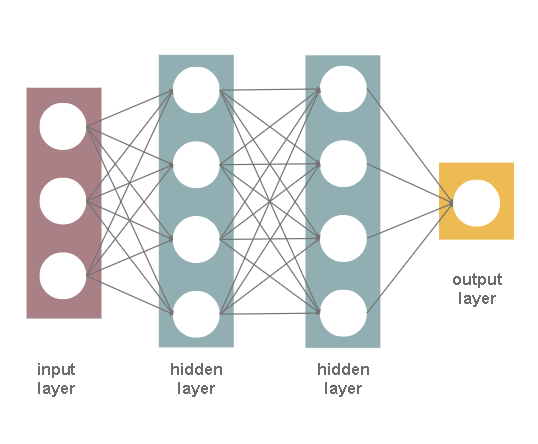 input
layer
hidden
layer
hidden
layer
output
layer